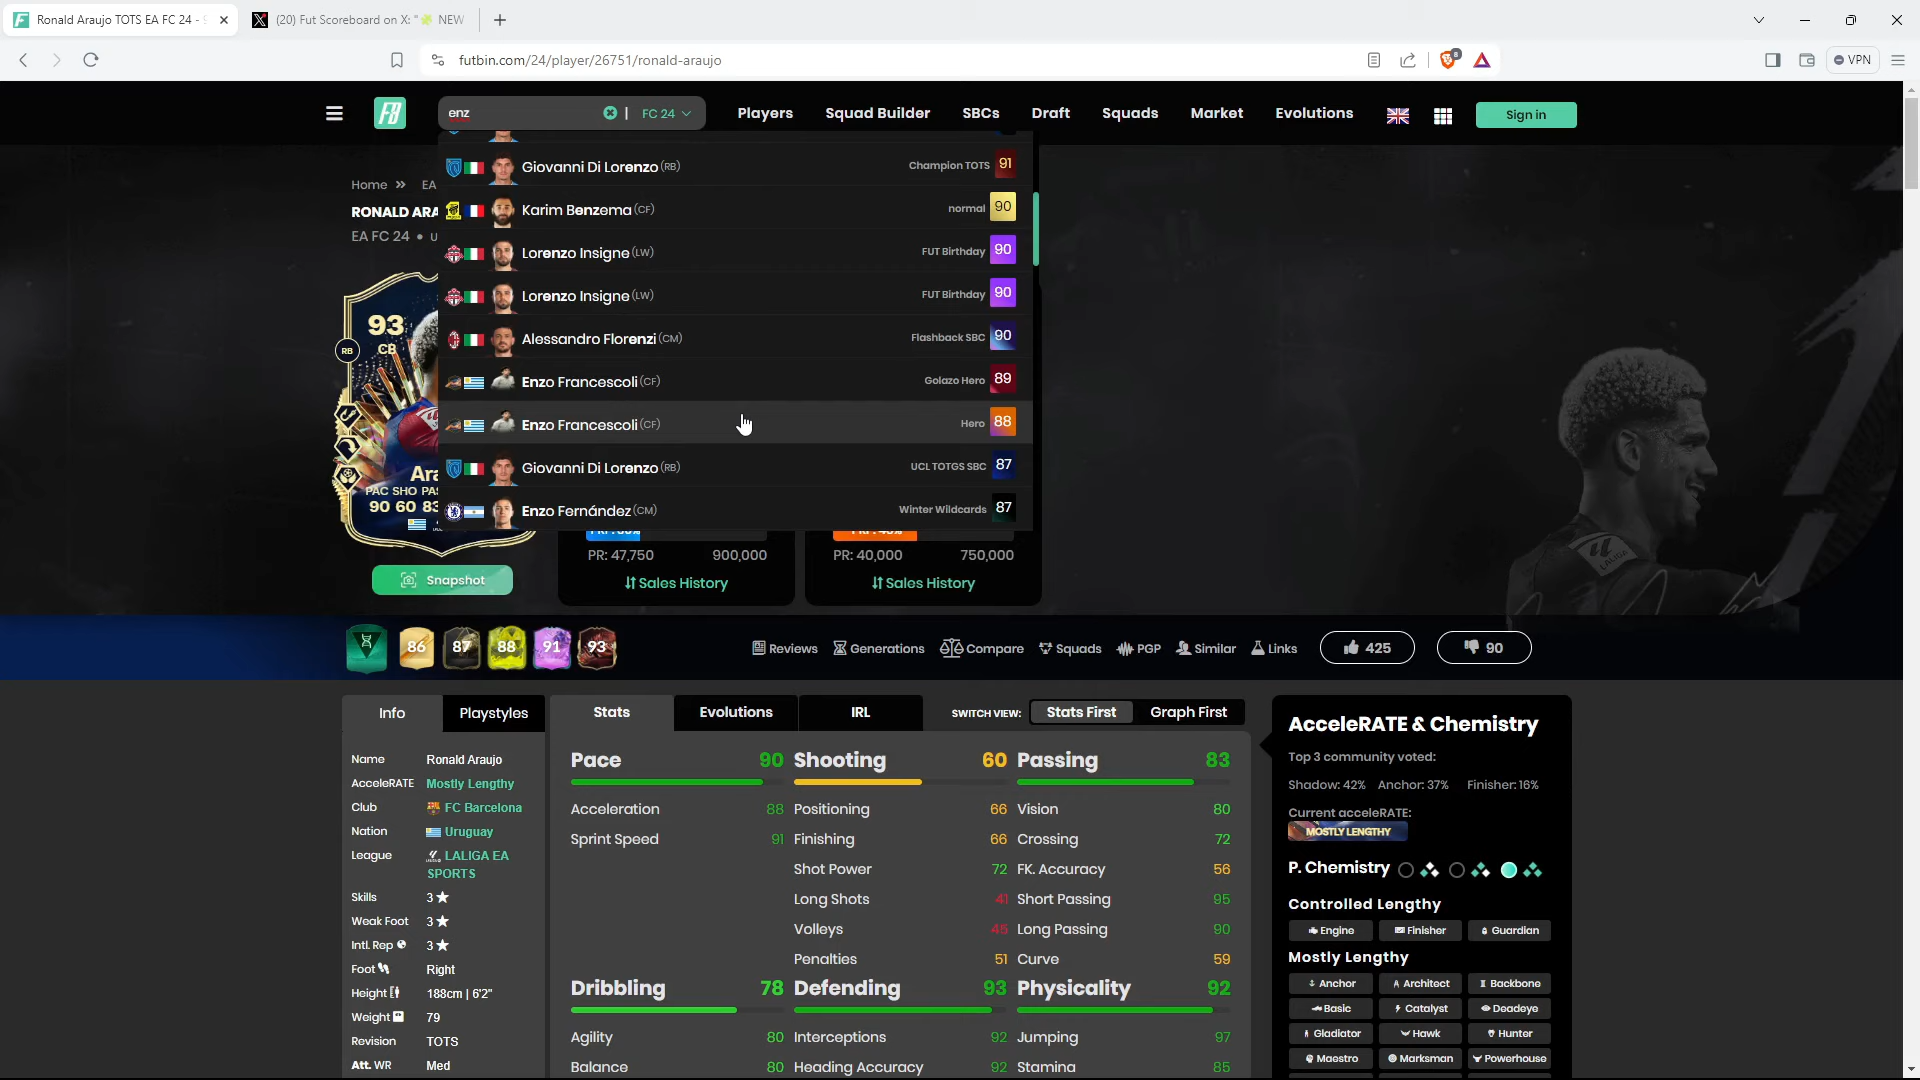 Ronald Araujo TOTS EA FC 24 -
(20) Fut Scoreboard on X: " NEW
futbin.com/24/player/26751/ronald-araujo
VPN
FB
enz
FC 24
Players
Squad Builder
SBCs
Draft
Squads
Market
Evolutions
Sign in
Home » EA
RONALD ARA
EA FC 24 • U
Giovanni Di Lorenzo (RB) Champion TOTS 91
Karim Benzema (CF) normal 90
Lorenzo Insigne (LW) FUT Birthday 90
Lorenzo Insigne (LW) FUT Birthday 90
Alessandro Florenzi (CM) Flashback SBC 90
Enzo Francescoli (CF) Golazo Hero 89
Enzo Francescoli (CF) Hero 88
Giovanni Di Lorenzo (RB) UCL TOTGS SBC 87
Enzo Fernández (CM) Winter Wildcards 87
93
CB
RB
Ara
PAC SHO PAS
90 60 83
PR: 47,750 900,000
Sales History
PR: 40,000 750,000
Sales History
Snapshot
86 87 88 91 93
Reviews Generations Compare Squads PGP Similar Links
425
90
Info
Playstyles
Name Ronald Araujo
AcceleRATE Mostly Lengthy
Club FC Barcelona
Nation Uruguay
League LALIGA EA
SPORTS
Skills 3
Weak Foot 3
Intl. Rep 3
Foot Right
Height 188cm | 6'2"
Weight 79
Revision TOTS
Att. WR Med
Stats
Evolutions
IRL
SWITCH VIEW: Stats First Graph First
Pace 90
Acceleration 88
Sprint Speed 91
Shooting 60
Positioning 66
Finishing 66
Shot Power 72
Long Shots 41
Volleys 45
Penalties 51
Passing 83
Vision 80
Crossing 72
FK. Accuracy 56
Short Passing 95
Long Passing 90
Curve 59
Dribbling 78
Agility 80
Balance 80
Defending 93
Interceptions 92
Heading Accuracy 92
Physicality 92
Jumping 97
Stamina 85
AcceleRATE & Chemistry
Top 3 community voted:
Shadow: 42% Anchor: 37% Finisher: 16%
Current acceleRATE:
MOSTLY LENGTHY
P. Chemistry
Controlled Lengthy
Engine Finisher Guardian
Mostly Lengthy
Anchor Architect Backbone
Basic Catalyst Deadeye
Gladiator Hawk Hunter
Maestro Marksman Powerhouse